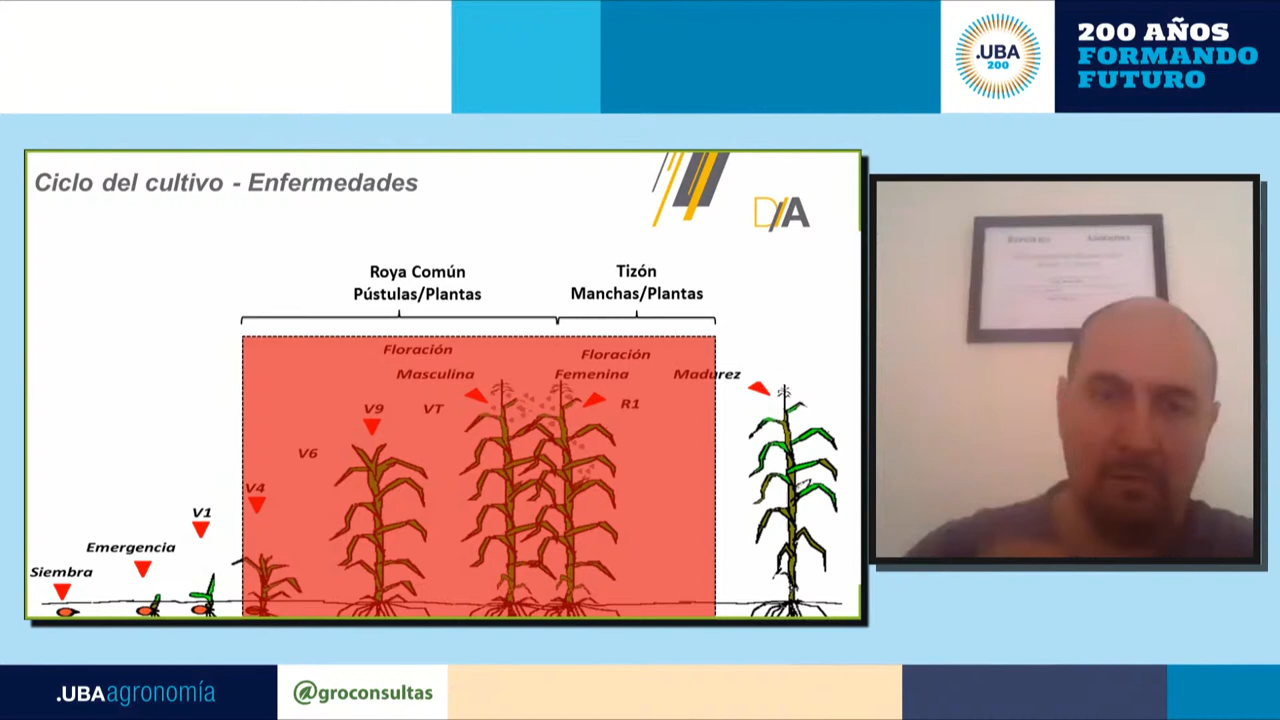 .UBA
200
200 AÑOS
FORMANDO
FUTURO
Ciclo del cultivo - Enfermedades
D/A
Roya Común
Pústulas/Plantas
Tizón
Manchas/Plantas
Floración
Masculina
Floración
Femenina
Madurez
V9
VT
R1
V6
V4
V1
Emergencia
Siembra
.UBAagronomía
@groconsultas